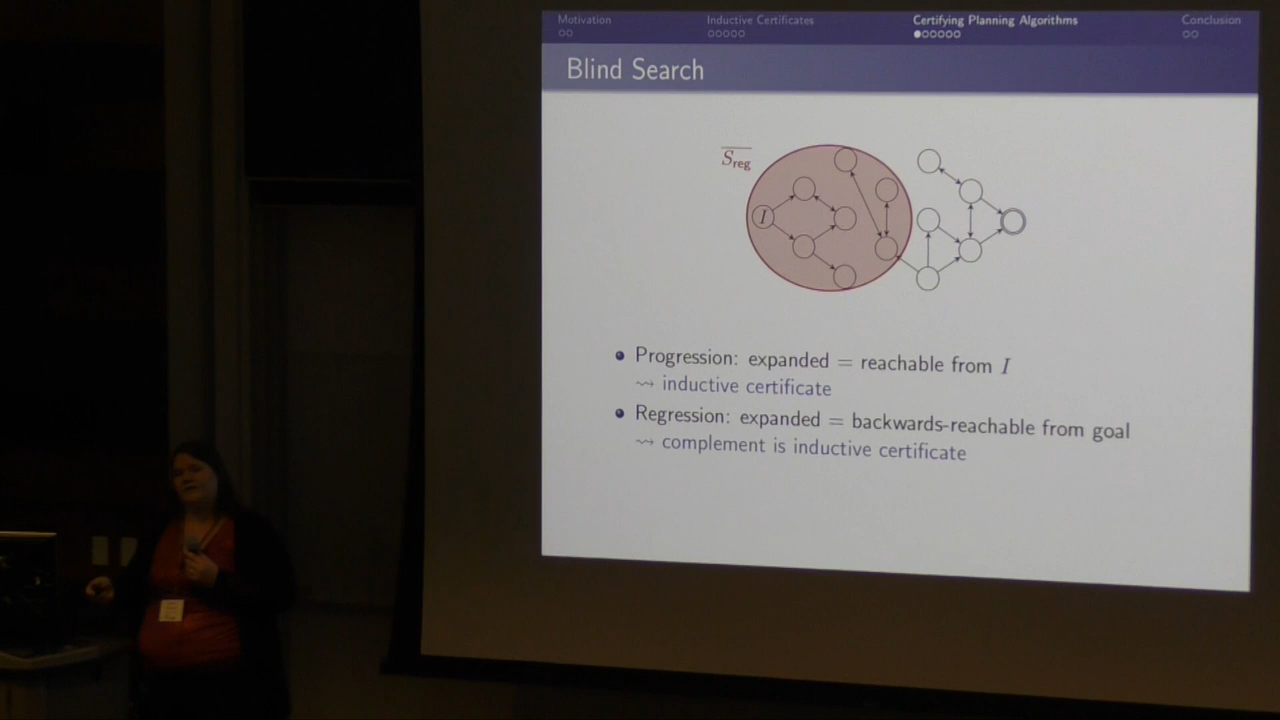 Motivation
Inductive Certificates
Certifying Planning Algorithms
Conclusion
Blind Search
S̅r̅e̅g̅
I
Progression: expanded = reachable from I
⇝ inductive certificate
Regression: expanded = backwards-reachable from goal
⇝ complement is inductive certificate